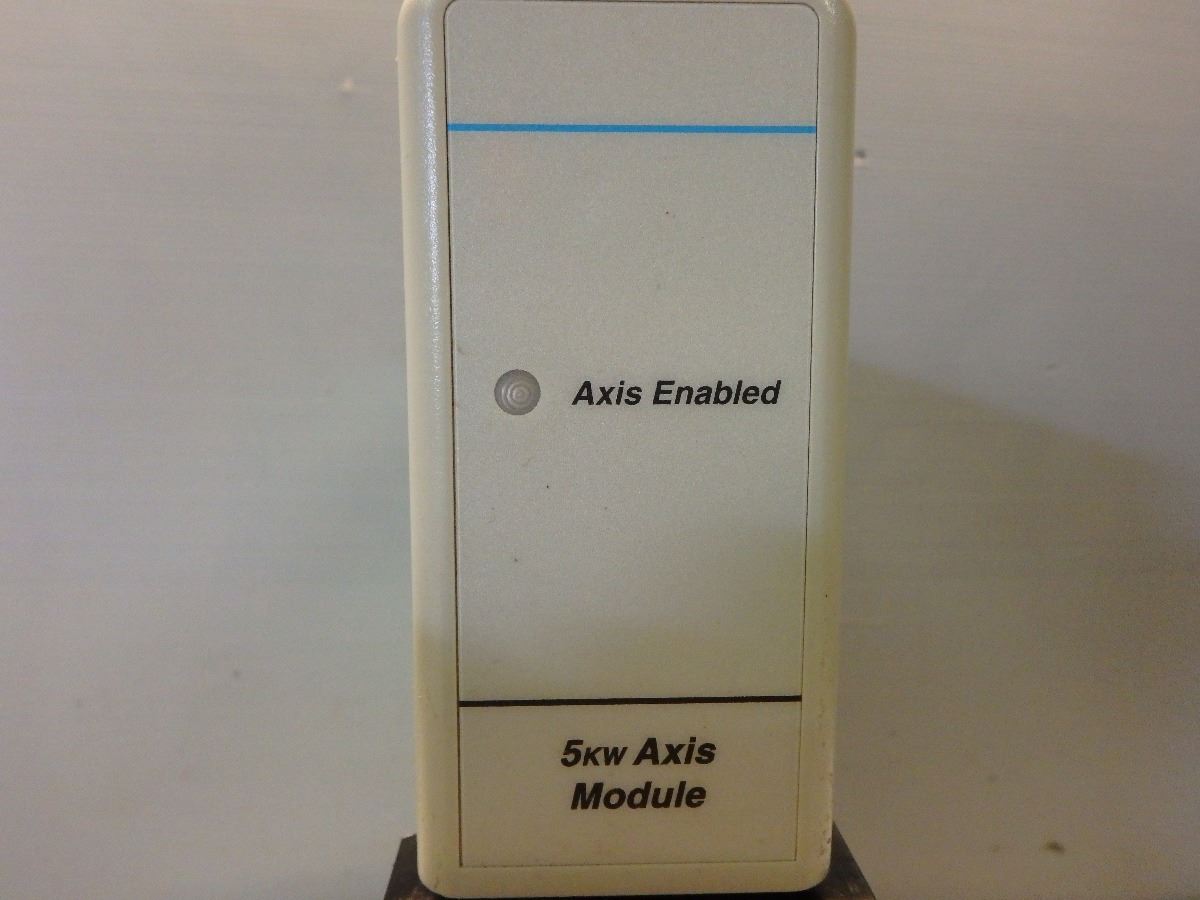 Axis Enabled
5KW Axis
Module